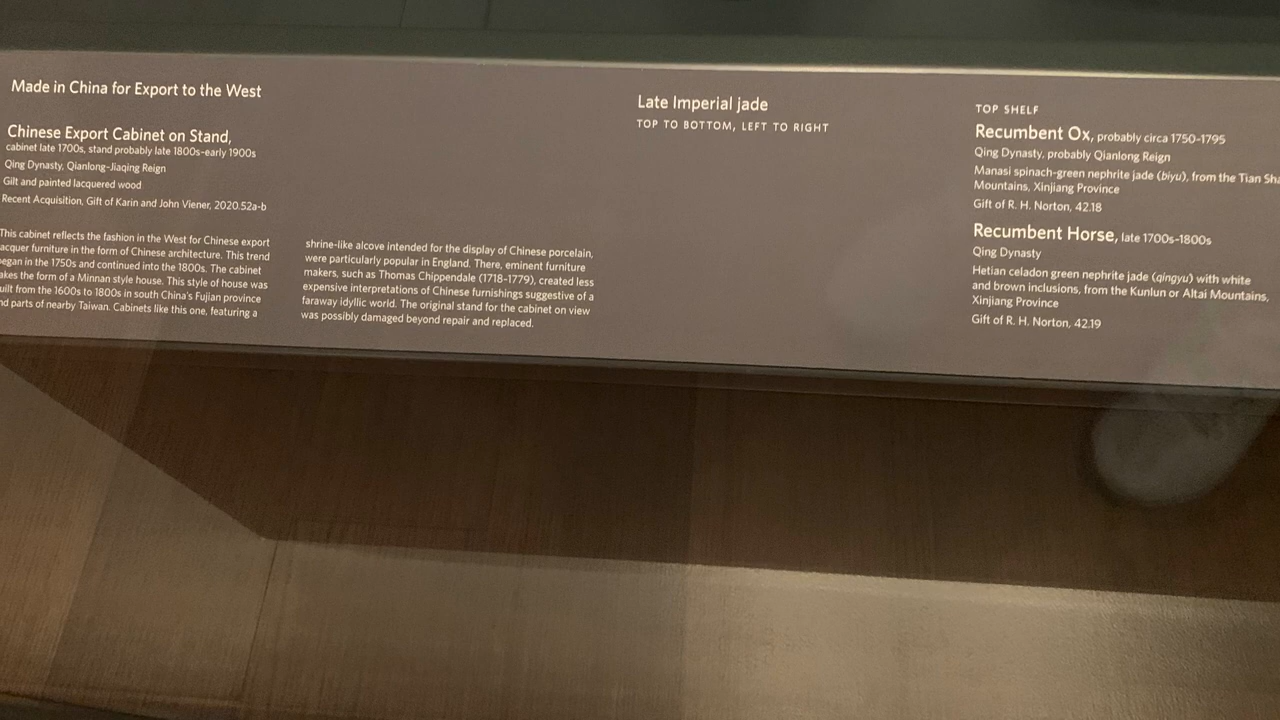 Made in China for Export to the West
Chinese Export Cabinet on Stand,
cabinet late 1700s, stand probably late 1800s–early 1900s
Qing Dynasty, Qianlong–Jiaqing Reign
Gilt and painted lacquered wood
Recent Acquisition, Gift of Karin and John Viener, 2020.52a-b
This cabinet reflects the fashion in the West for Chinese export
acquer furniture in the form of Chinese architecture. This trend
egan in the 1750s and continued into the 1800s. The cabinet
akes the form of a Minnan style house. This style of house was
uilt from the 1600s to 1800s in south China's Fujian province
nd parts of nearby Taiwan. Cabinets like this one, featuring a
shrine-like alcove intended for the display of Chinese porcelain,
were particularly popular in England. There, eminent furniture
makers, such as Thomas Chippendale (1718-1779), created less
expensive interpretations of Chinese furnishings suggestive of a
faraway idyllic world. The original stand for the cabinet on view
was possibly damaged beyond repair and replaced.
Late Imperial jade
TOP TO BOTTOM, LEFT TO RIGHT
TOP SHELF
Recumbent Ox, probably circa 1750-1795
Qing Dynasty, probably Qianlong Reign
Manasi spinach-green nephrite jade (biyu), from the Tian Sha
Mountains, Xinjiang Province
Gift of R. H. Norton, 42.18
Recumbent Horse, late 1700s-1800s
Qing Dynasty
Hetian celadon green nephrite jade (qingyu) with white
and brown inclusions, from the Kunlun or Altai Mountains,
Xinjiang Province
Gift of R. H. Norton, 42.19